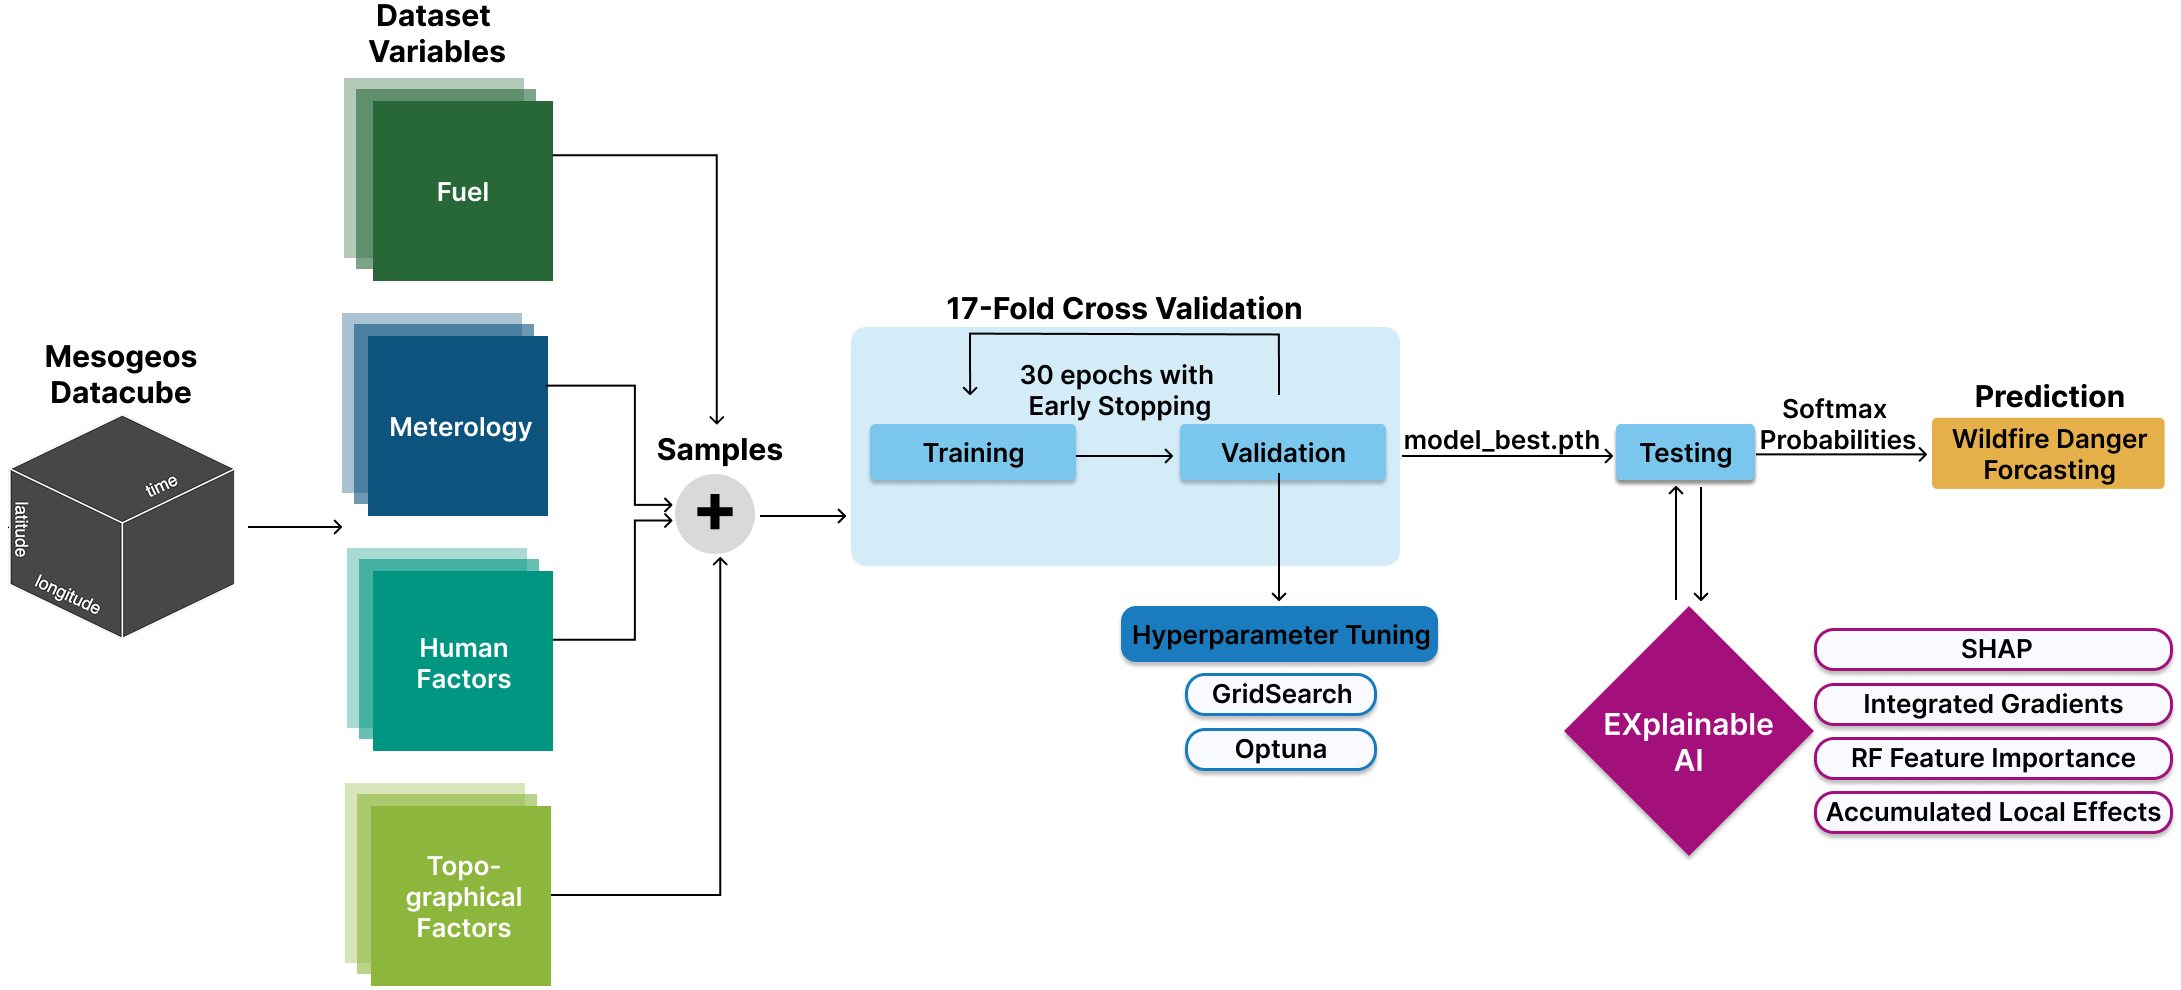 Dataset
Variables
Fuel
Meterology
Human
Factors
Topo-
graphical
Factors
Mesogeos
Datacube
time
latitude
longitude
Samples
+
17-Fold Cross Validation
30 epochs with
Early Stopping
Training
Validation
Hyperparameter Tuning
GridSearch
Optuna
model_best.pth
Testing
Softmax
Probabilities
Prediction
Wildfire Danger
Forcasting
EXplainable
AI
SHAP
Integrated Gradients
RF Feature Importance
Accumulated Local Effects